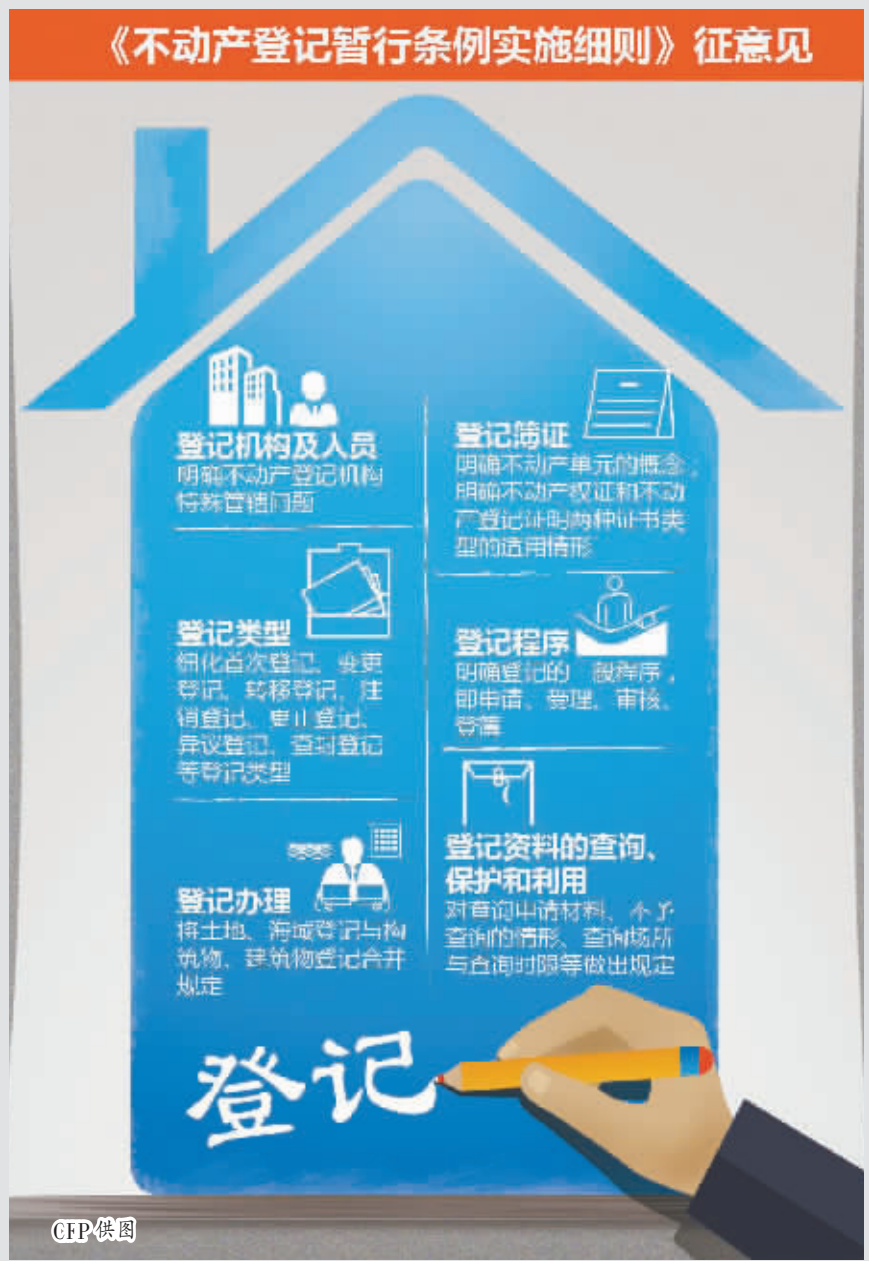 《不动产登记暂行条例实施细则》征意见
登记机构及人员
明确不动产登记机构
特殊管辖问题
登记类型
细化首次登记、变更
登记、转移登记、注
销登记、更正登记、
异议登记、查封登记
等登记类型
登记办理
将土地、海域登记与构
筑物、建筑物登记合并
规定
登记簿证
明确不动产单元的概念，
明确不动产权证和不动
产登记证明两种证书类
型的适用情形
登记程序
明确登记的一般程序，
即申请、受理、审核、
登簿
登记资料的查询、
保护和利用
对查询申请材料、不予
查询的情形、查询场所
与查询时限等做出规定
登记
CFP供图